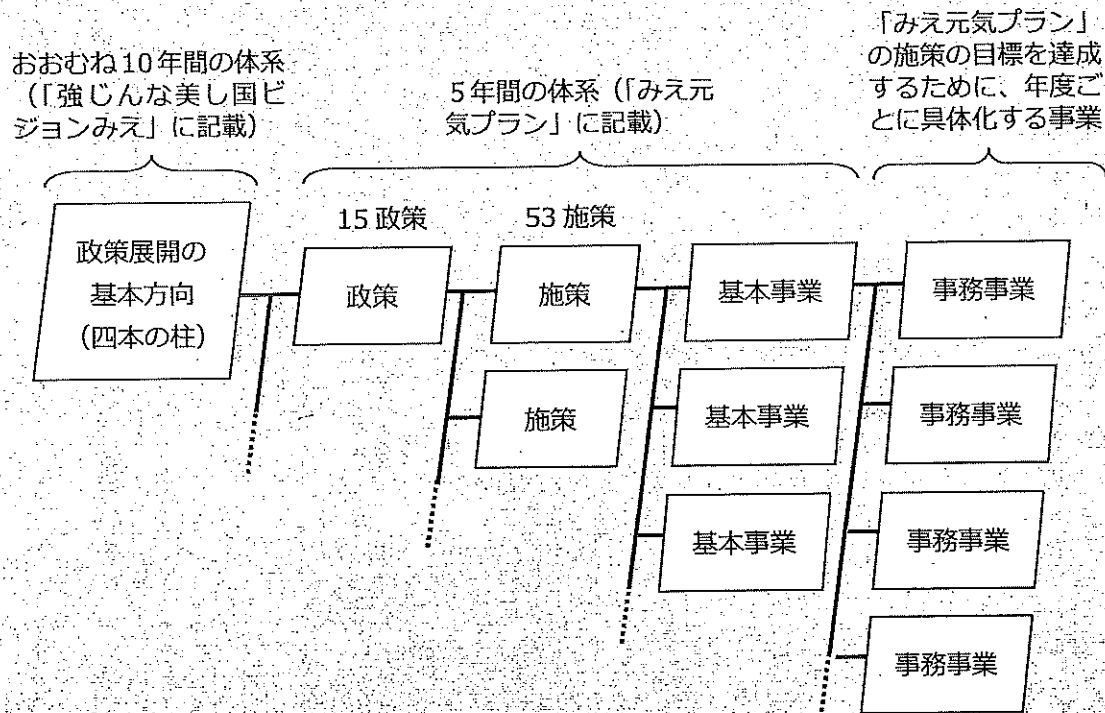 おおむね10年間の体系
（「強じんな美し国ビ
ジョンみえ」に記載）
5年間の体系（「みえ元
気プラン」に記載）
「みえ元気プラン」
の施策の目標を達成
するために、年度ご
とに具体化する事業
15政策
53施策
政策展開の
基本方向
（四本の柱）
政策
施策
基本事業
事務事業
施策
基本事業
事務事業
基本事業
事務事業
事務事業